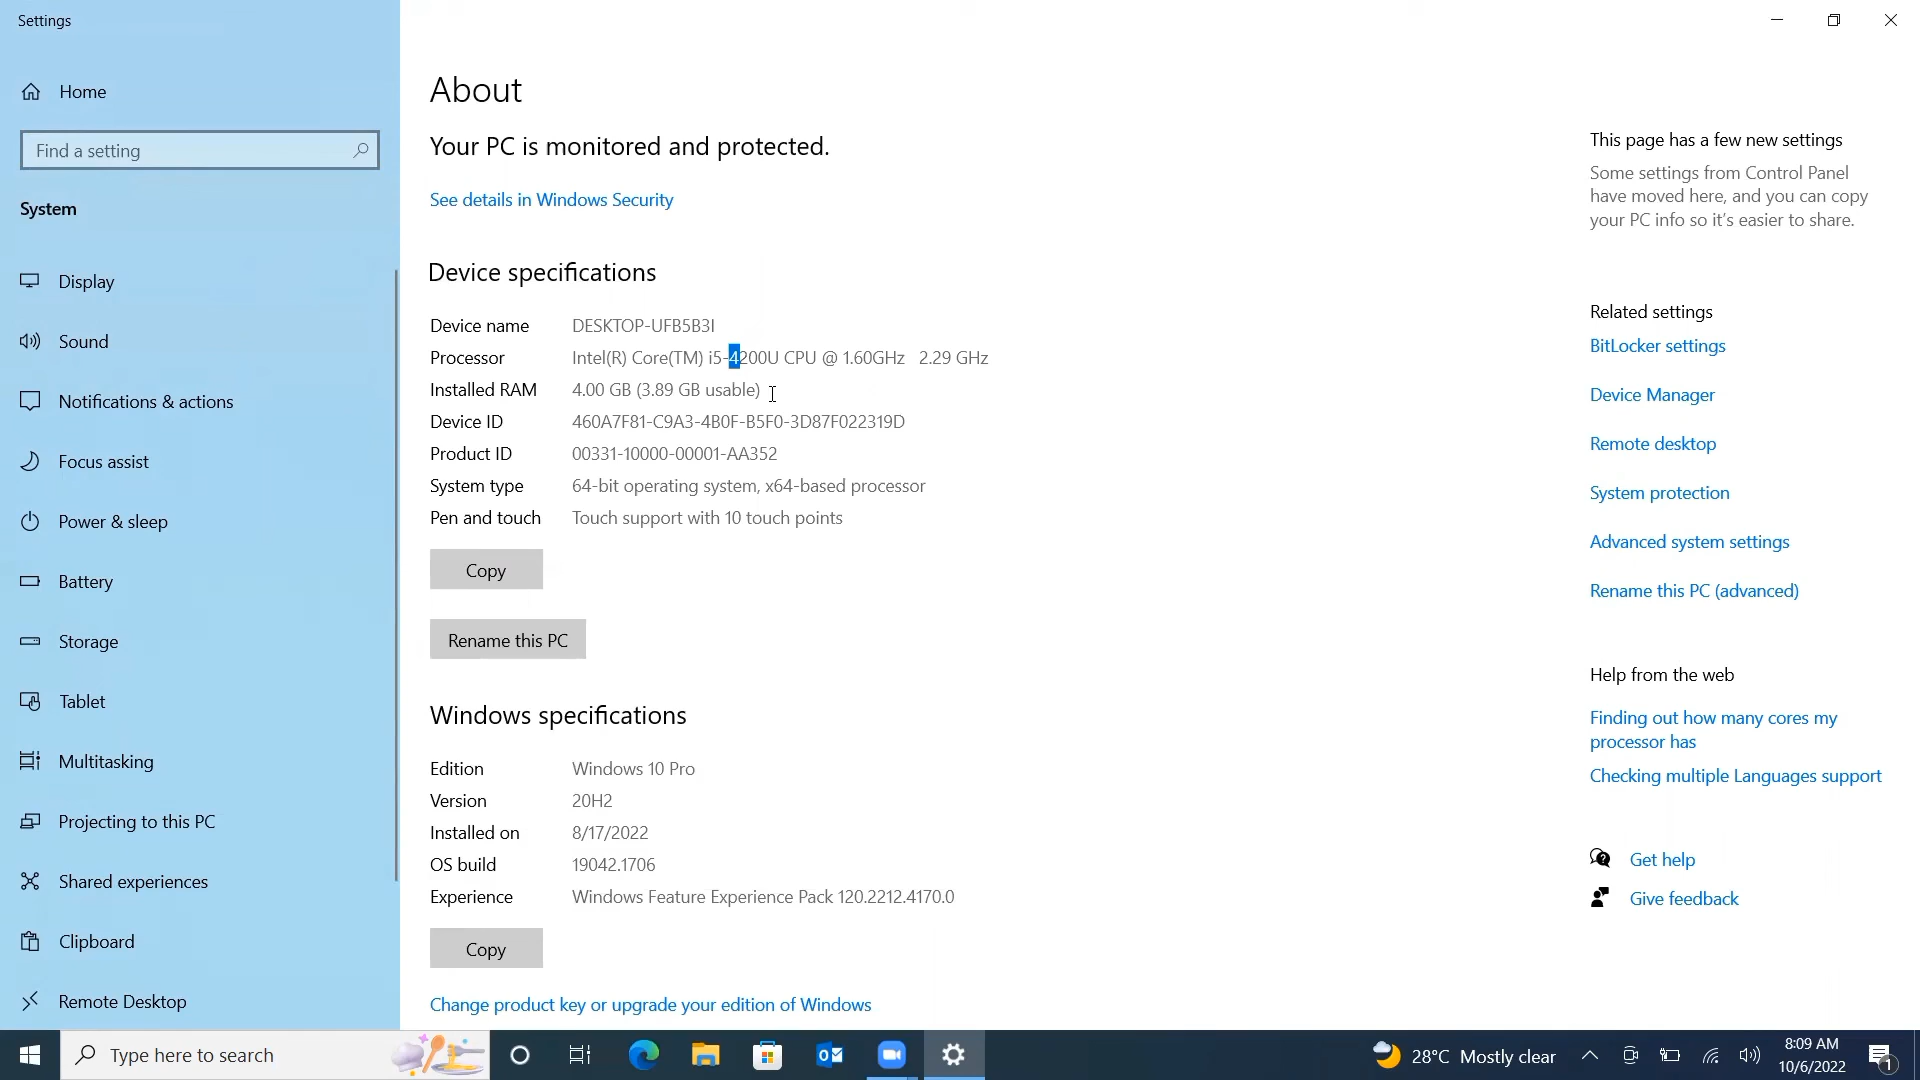 Settings
Home
Find a setting
System
Display
Sound
Notifications & actions
Focus assist
Power & sleep
Battery
Storage
Tablet
Multitasking
Projecting to this PC
Shared experiences
Clipboard
Remote Desktop
About
Your PC is monitored and protected.
See details in Windows Security
Device specifications
Device name DESKTOP-UFB5B3I
Processor Intel(R) Core(TM) i5-4200U CPU @ 1.60GHz 2.29 GHz
Installed RAM 4.00 GB (3.89 GB usable)
Device ID 460A7F81-C9A3-4B0F-B5F0-3D87F022319D
Product ID 00331-10000-00001-AA352
System type 64-bit operating system, x64-based processor
Pen and touch Touch support with 10 touch points
Copy
Rename this PC
Windows specifications
Edition Windows 10 Pro
Version 20H2
Installed on 8/17/2022
OS build 19042.1706
Experience Windows Feature Experience Pack 120.2212.4170.0
Copy
Change product key or upgrade your edition of Windows
This page has a few new settings
Some settings from Control Panel
have moved here, and you can copy
your PC info so it's easier to share.
Related settings
BitLocker settings
Device Manager
Remote desktop
System protection
Advanced system settings
Rename this PC (advanced)
Help from the web
Finding out how many cores my
processor has
Checking multiple Languages support
Get help
Give feedback
Type here to search
28°C Mostly clear
8:09 AM
10/6/2022
1